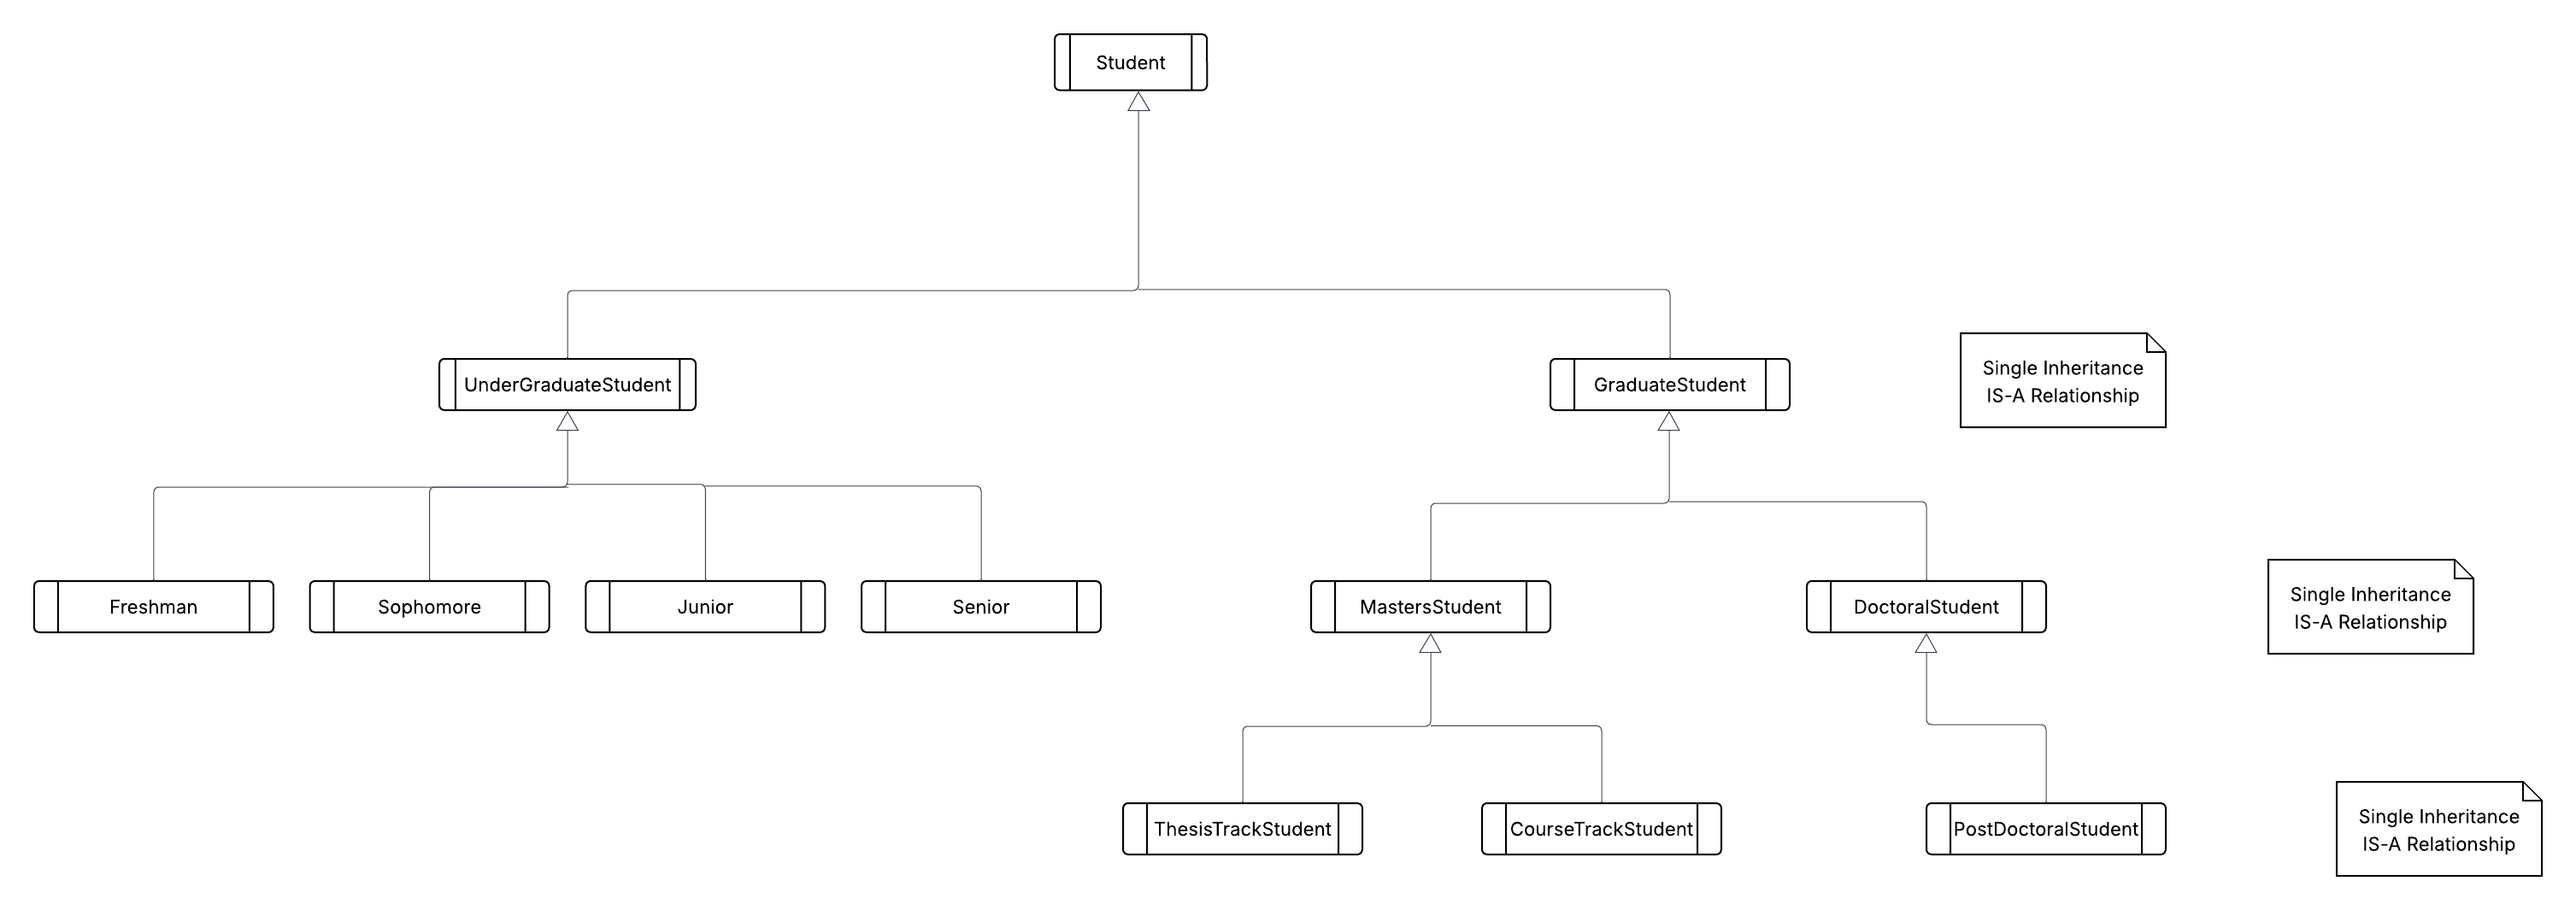 Student
UnderGraduateStudent
GraduateStudent
Single Inheritance
IS-A Relationship
Freshman
Sophomore
Junior
Senior
MastersStudent
DoctoralStudent
Single Inheritance
IS-A Relationship
ThesisTrackStudent
CourseTrackStudent
PostDoctoralStudent
Single Inheritance
IS-A Relationship